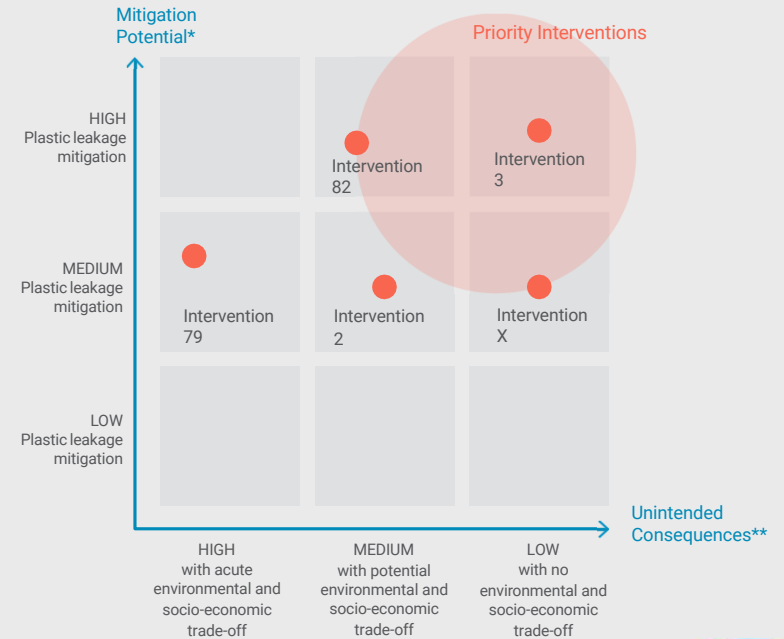 Mitigation
Potential*
Priority Interventions
HIGH
Plastic leakage
mitigation
Intervention
82
Intervention
3
MEDIUM
Plastic leakage
mitigation
Intervention
79
Intervention
2
Intervention
X
LOW
Plastic leakage
mitigation
Unintended
Consequences**
HIGH
with acute
environmental and
socio-economic
trade-off
MEDIUM
with potential
environmental and
socio-economic
trade-off
LOW
with no
environmental and
socio-economic
trade-off